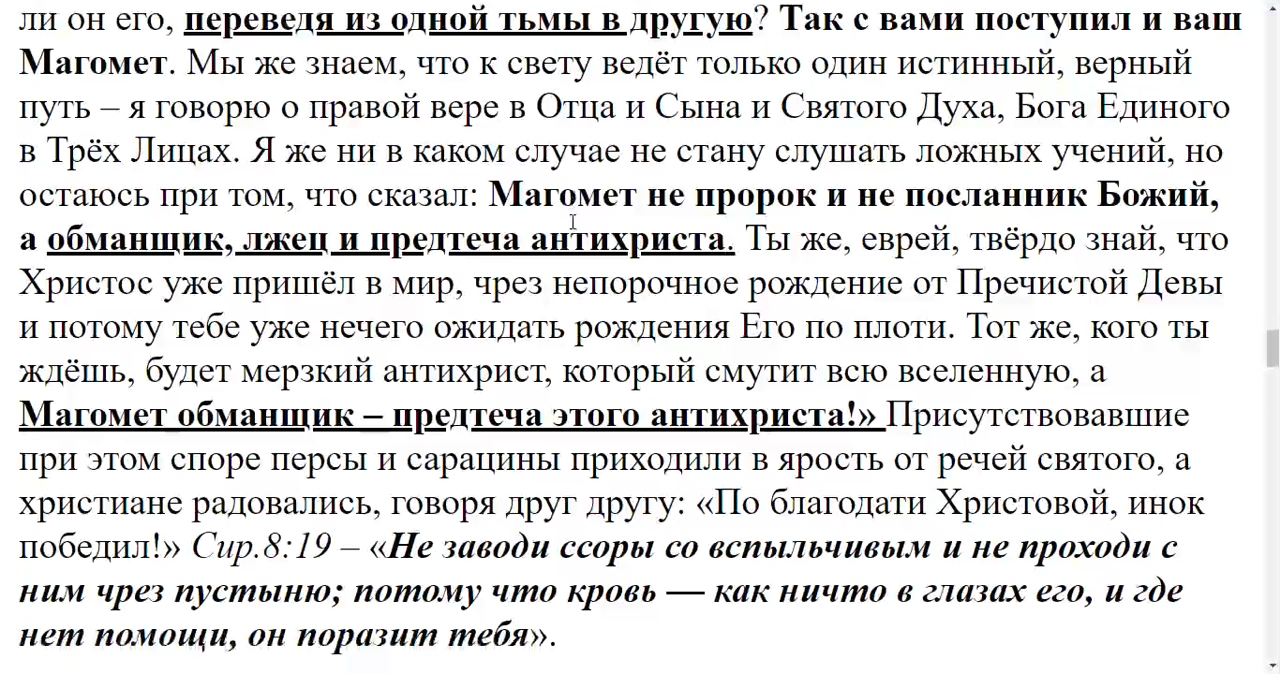 ли он его, переведя из одной тьмы в другую? Так с вами поступил и ваш
Магомет. Мы же знаем, что к свету ведёт только один истинный, верный
путь – я говорю о правой вере в Отца и Сына и Святого Духа, Бога Единого
в Трёх Лицах. Я же ни в каком случае не стану слушать ложных учений, но
остаюсь при том, что сказал: Магомет не пророк и не посланник Божий,
а обманщик, лжец и предтеча антихриста. Ты же, еврей, твёрдо знай, что
Христос уже пришёл в мир, чрез непорочное рождение от Пречистой Девы
и потому тебе уже нечего ожидать рождения Его по плоти. Тот же, кого ты
ждёшь, будет мерзкий антихрист, который смутит всю вселенную, а
Магомет обманщик – предтеча этого антихриста!» Присутствовавшие
при этом споре персы и сарацины приходили в ярость от речей святого, а
христиане радовались, говоря друг другу: «По благодати Христовой, инок
победил!» Сир.8:19 – «Не заводи ссоры со вспыльчивым и не проходи с
ним чрез пустыню; потому что кровь — как ничто в глазах его, и где
нет помощи, он поразит тебя».